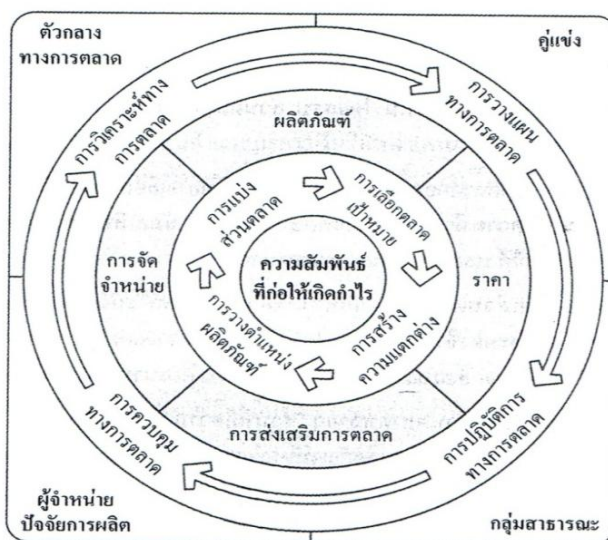 ตัวกลาง
ทางการตลาด
คู่แข่ง
การวิเคราะห์ทาง
การตลาด
การวางแผน
ทางการตลาด
ผลิตภัณฑ์
การแบ่ง
ส่วนตลาด
การเลือกตลาด
เป้าหมาย
การจัด
จำหน่าย
ความสัมพันธ์
ที่ก่อให้เกิดกำไร
ราคา
การวางตำแหน่ง
ผลิตภัณฑ์
การสร้าง
ความแตกต่าง
การส่งเสริมการตลาด
การควบคุม
ทางการตลาด
การปฏิบัติการ
ทางการตลาด
ผู้จำหน่าย
ปัจจัยการผลิต
กลุ่มสาธารณะ